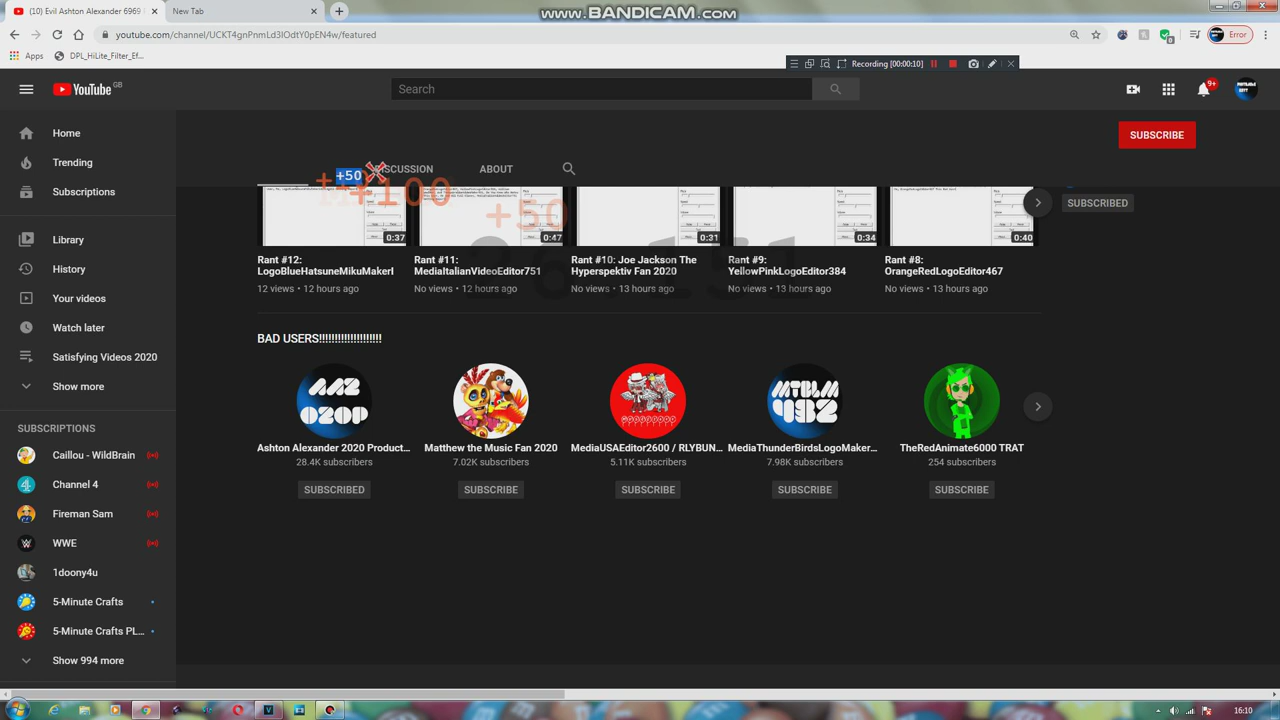 www.BANDICAM.com
(10) Evil Ashton Alexander 6969
New Tab
youtube.com/channel/UCKT4gnPnmLd3lOdtY0pEN4w/featured
Error
Apps
DPL_HiLite_Filter_Ef...
Recording [00:00:10]
YouTube GB
Search
9+
Home
SUBSCRIBE
Trending
+50
DISCUSSION
ABOUT
+100
Subscriptions
SUBSCRIBED
+50
0:37
0:47
0:31
0:34
0:40
Library
Rant #12:
LogoBlueHatsuneMikuMakerI
12 views • 12 hours ago
Rant #11:
MediaItalianVideoEditor751
No views • 12 hours ago
Rant #10: Joe Jackson The
Hyperspektiv Fan 2020
No views • 13 hours ago
Rant #9:
YellowPinkLogoEditor384
No views • 13 hours ago
Rant #8:
OrangeRedLogoEditor467
No views • 13 hours ago
History
Your videos
Watch later
BAD USERS!!!!!!!!!!!!!!!!!!!!
Satisfying Videos 2020
Show more
AAZ
OZOP
MTBLM
4BZ
SUBSCRIPTIONS
Ashton Alexander 2020 Product...
28.4K subscribers
SUBSCRIBED
Matthew the Music Fan 2020
7.02K subscribers
SUBSCRIBE
MediaUSAEditor2600 / RLYBUN...
5.11K subscribers
SUBSCRIBE
MediaThunderBirdsLogoMaker...
7.98K subscribers
SUBSCRIBE
TheRedAnimate6000 TRAT
254 subscribers
SUBSCRIBE
Caillou - WildBrain
Channel 4
Fireman Sam
WWE
1doony4u
5-Minute Crafts
5-Minute Crafts PL...
Show 994 more
16:10